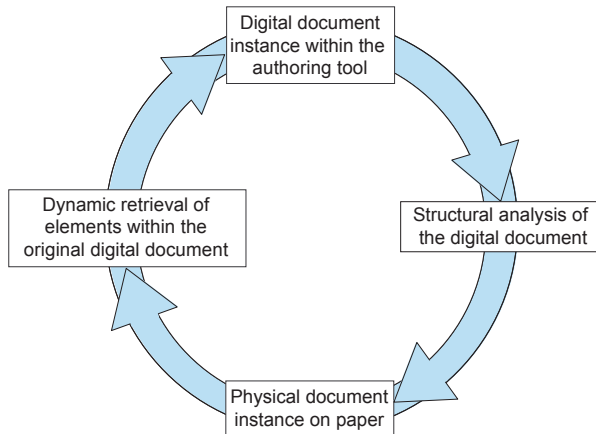 Digital document
instance within the
authoring tool
Structural analysis of
the digital document
Physical document
instance on paper
Dynamic retrieval of
elements within the
original digital document